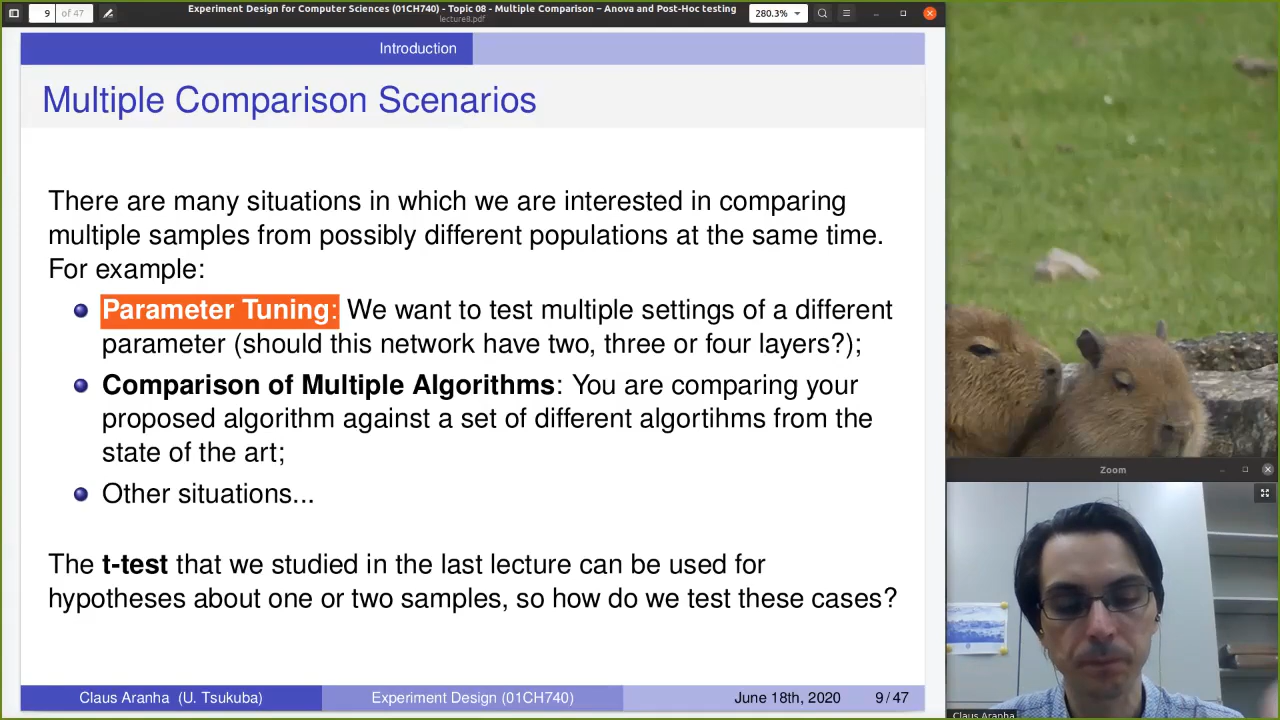 Experiment Design for Computer Sciences (01CH740) - Topic 08 - Multiple Comparison – Anova and Post-Hoc testing
lecture8.pdf
9 of 47
280.3%
Introduction
Multiple Comparison Scenarios
There are many situations in which we are interested in comparing
multiple samples from possibly different populations at the same time.
For example:
Parameter Tuning: We want to test multiple settings of a different
parameter (should this network have two, three or four layers?);
Comparison of Multiple Algorithms: You are comparing your
proposed algorithm against a set of different algortihms from the
state of the art;
Other situations...
The t-test that we studied in the last lecture can be used for
hypotheses about one or two samples, so how do we test these cases?
Claus Aranha (U. Tsukuba)
Experiment Design (01CH740)
June 18th, 2020
9 / 47
Zoom
Claus Aranha